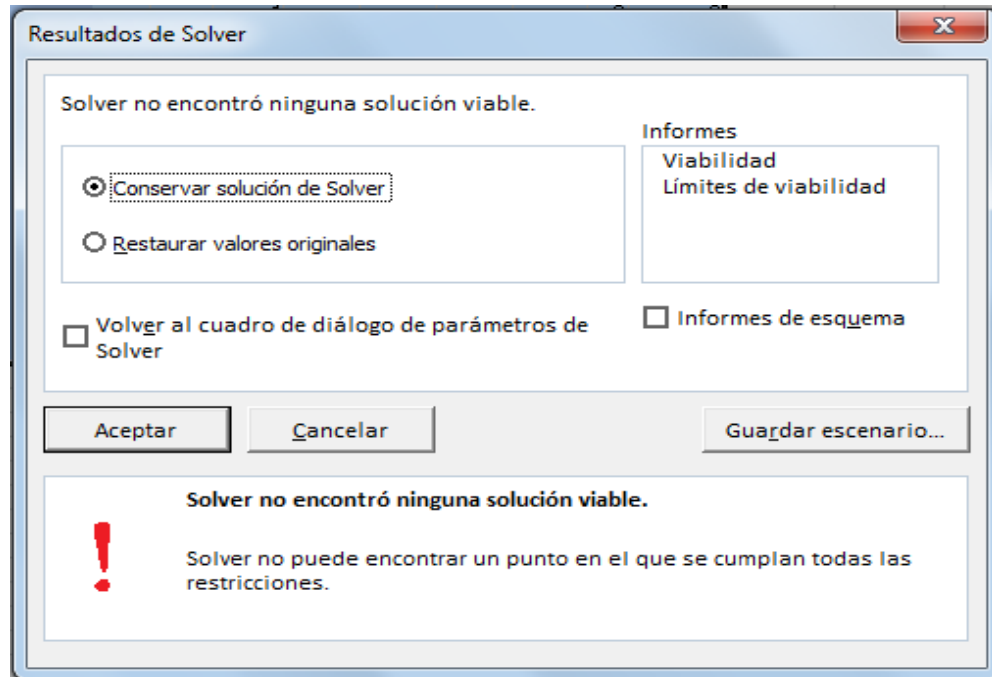 Resultados de Solver
Solver no encontró ninguna solución viable.
Informes
Viabilidad
Límites de viabilidad
Conservar solución de Solver
Restaurar valores originales
Volver al cuadro de diálogo de parámetros de
Solver
Informes de esquema
Aceptar
Cancelar
Guardar escenario...
Solver no encontró ninguna solución viable.
Solver no puede encontrar un punto en el que se cumplan todas las
restricciones.